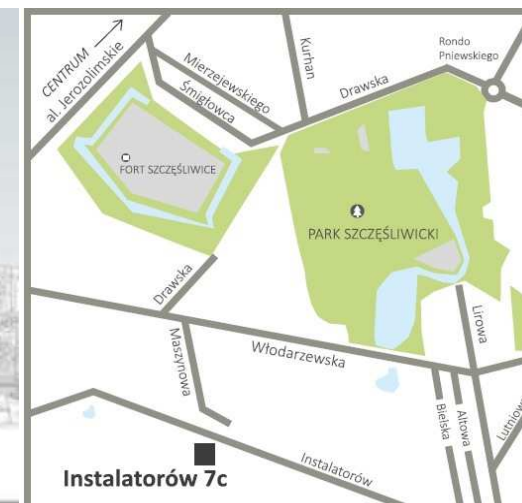 CENTRUM
al. Jerozolimskie
Mierzejewskiego
Śmigłowca
Kurhan
Drawska
Rondo
Pniewskiego
FORT SZCZĘŚLIWICE
PARK SZCZĘŚLIWICKI
Drawska
Maszynowa
Włodarzewska
Lirowa
Bielska
Altowa
Instalatorów
Instalatorów 7c